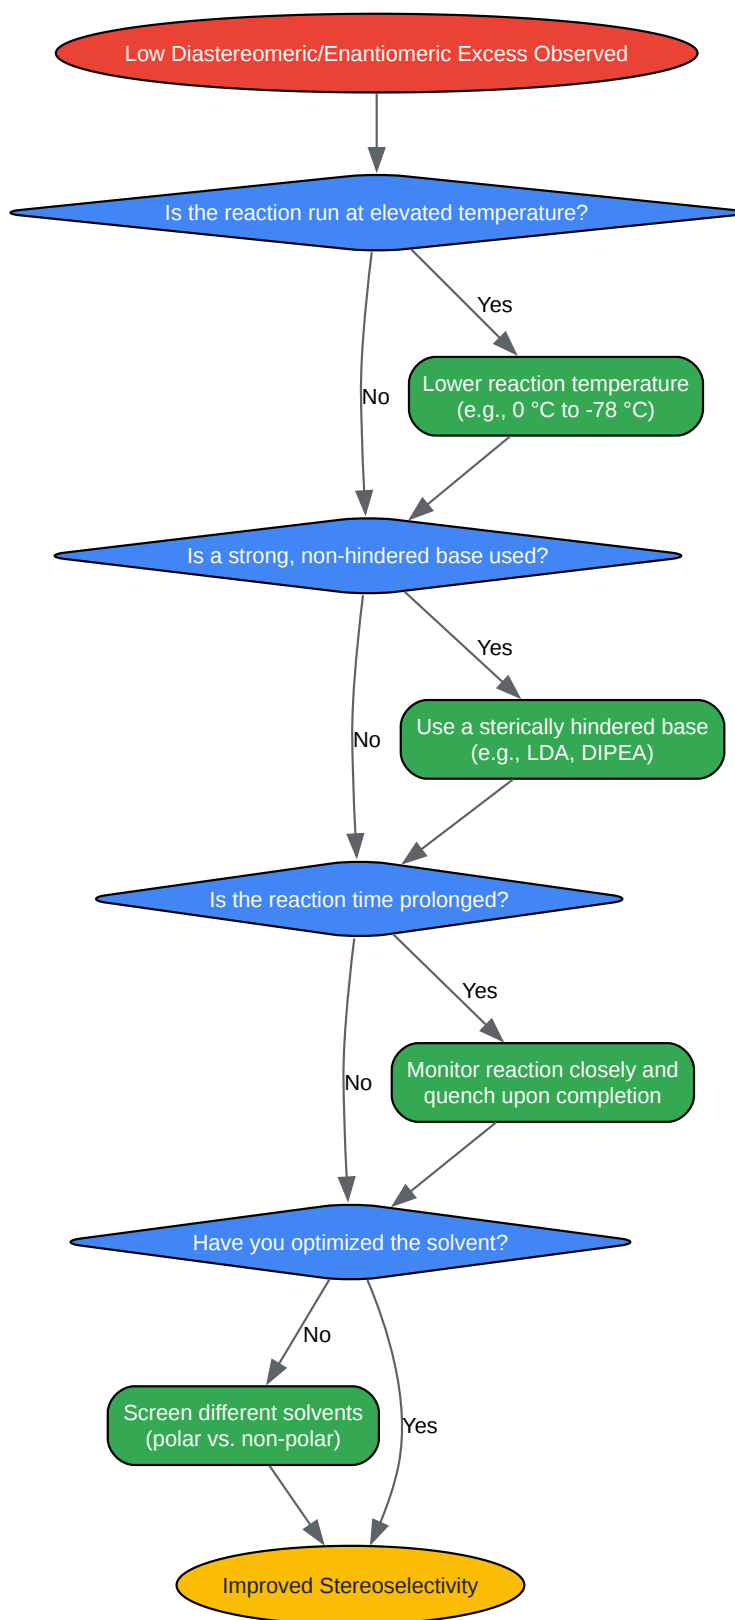 Low Diastereomeric/Enantiomeric Excess Observed
Is the reaction run at elevated temperature?
Yes
Lower reaction temperature
(e.g., 0 °C to -78 °C)
No
Is a strong, non-hindered base used?
Yes
Use a sterically hindered base
(e.g., LDA, DIPEA)
No
Is the reaction time prolonged?
Yes
Monitor reaction closely and
quench upon completion
No
Have you optimized the solvent?
No
Screen different solvents
(polar vs. non-polar)
Yes
Improved Stereoselectivity